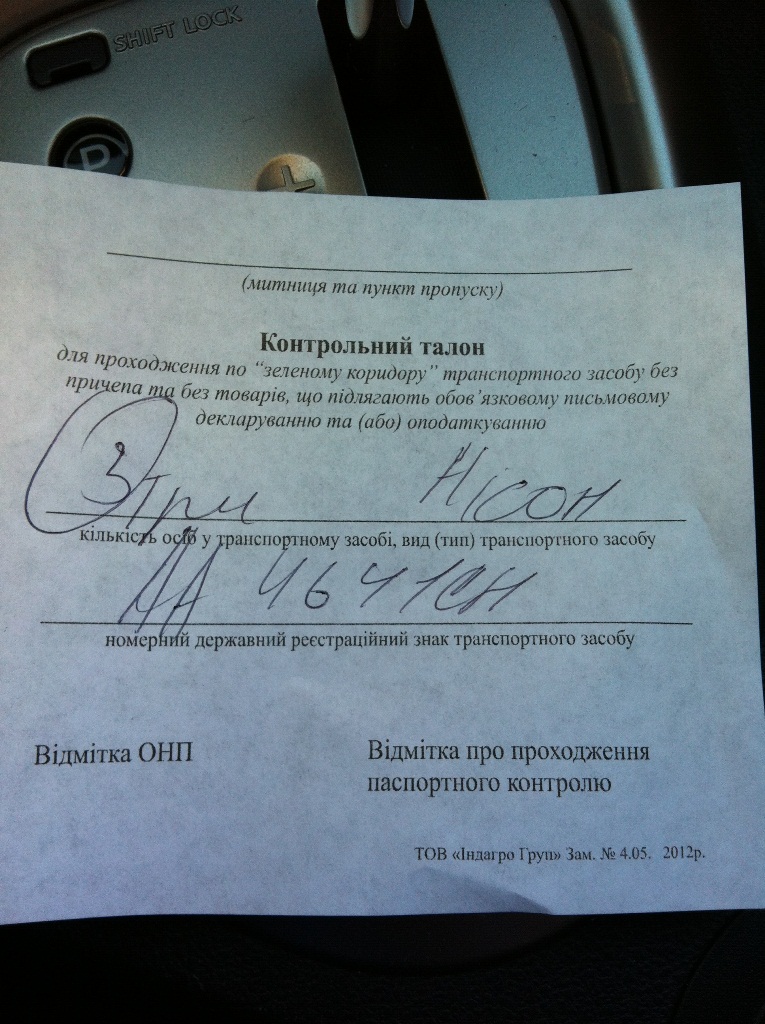 SHIFT LOCK
P
+
(митниця та пункт пропуску)
Контрольний талон
для проходження по “зеленому коридору” транспортного засобу без
причепа та без товарів, що підлягають обов’язковому письмовому
декларуванню та (або) оподаткуванню
3 три Нісон
кількість осіб у транспортному засобі, вид (тип) транспортного засобу
АА 4641СН
номерний державний реєстраційний знак транспортного засобу
Відмітка ОНП
Відмітка про проходження
паспортного контролю
ТОВ «Індагро Груп» Зам. № 4.05. 2012р.